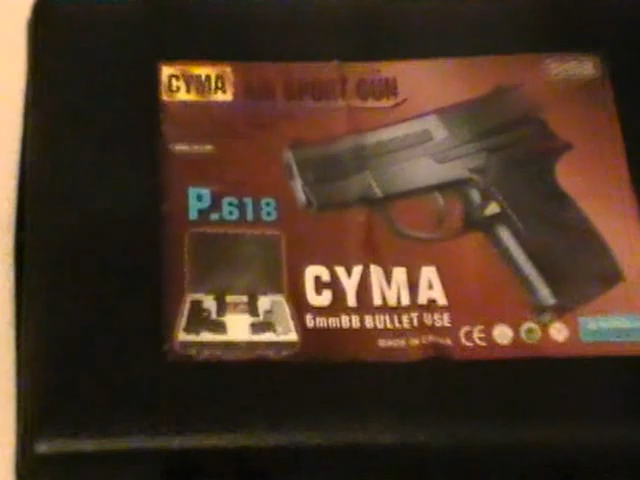 CYMA
AIR SPORT GUN
P.618
CYMA
6mmBB BULLET USE
MADE IN CHINA
CE